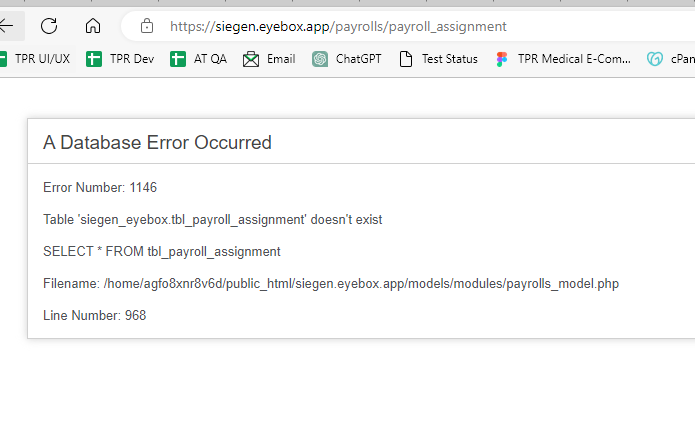 https://siegen.eyebox.app/payrolls/payroll_assignment
TPR UI/UX TPR Dev AT QA Email ChatGPT Test Status TPR Medical E-Com... cPan
A Database Error Occurred
Error Number: 1146
Table 'siegen_eyebox.tbl_payroll_assignment' doesn't exist
SELECT * FROM tbl_payroll_assignment
Filename: /home/agfo8xnr8v6d/public_html/siegen.eyebox.app/models/modules/payrolls_model.php
Line Number: 968